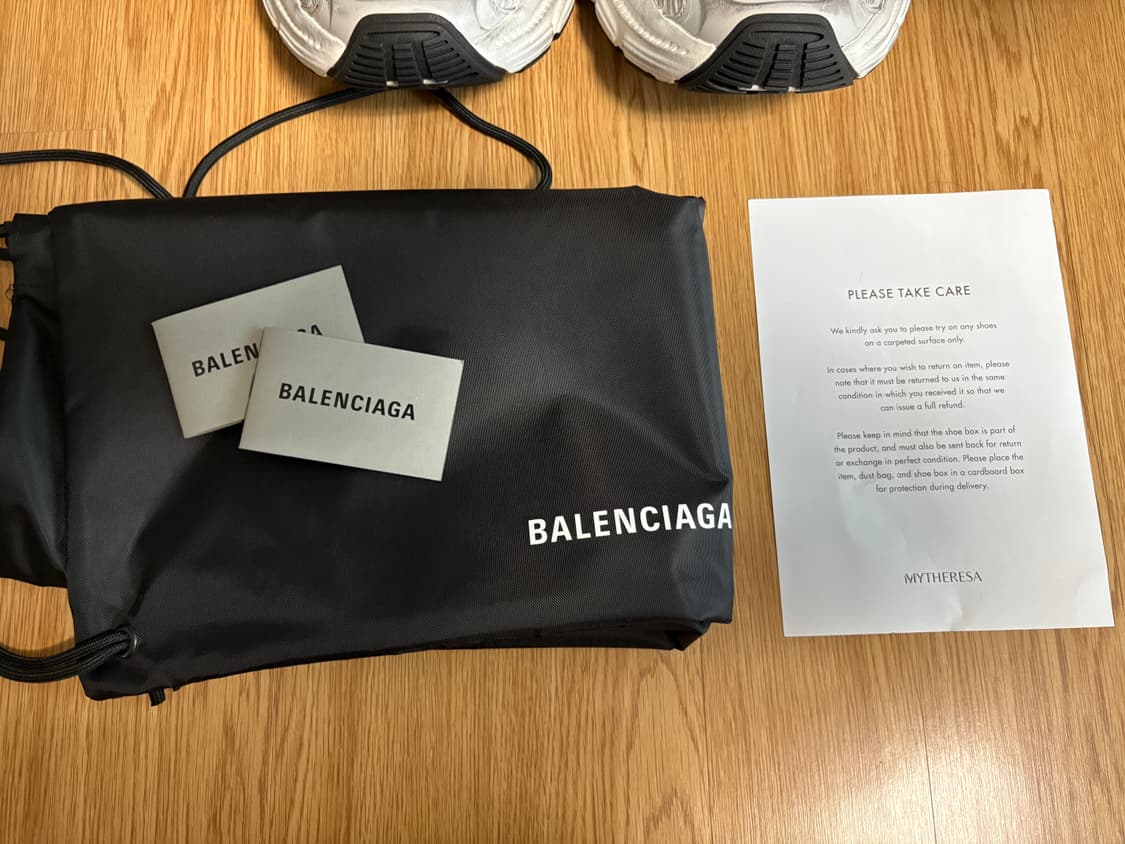 BALEN
GA
BALENCIAGA
BALENCIAGA
PLEASE TAKE CARE
We kindly ask you to please try on any shoes
on a carpeted surface only.
In cases where you wish to return an item, please
note that it must be returned to us in the same
condition in which you received it so that we
can issue a full refund.
Please keep in mind that the shoe box is part of
the product, and must also be sent back for return
or exchange in perfect condition. Please place the
item, dust bag, and shoe box in a cardboard box
for protection during delivery.
MYTHERESA